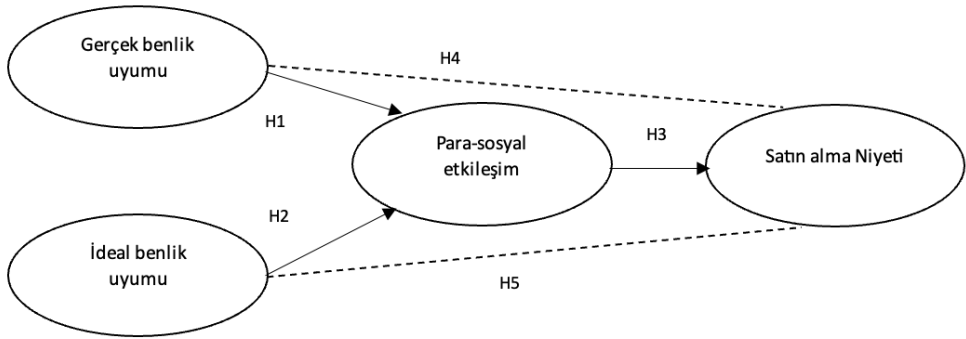 Gerçek benlik
uyumu
H4
H1
Para-sosyal
etkileşim
H3
Satın alma Niyeti
H2
İdeal benlik
uyumu
H5